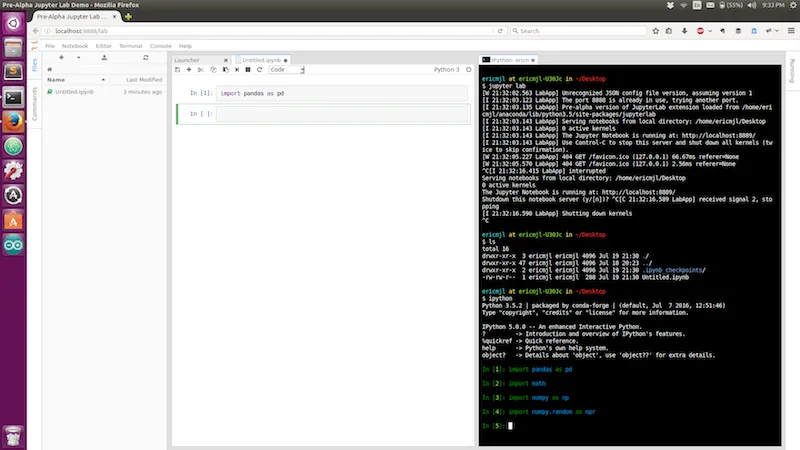 Pre-Alpha Jupyter Lab Demo - Mozilla Firefox
En
(55%)
9:33 PM
Pre-Alpha Jupyter Lab D...
localhost:8888/lab
Search
File
Notebook
Editor
Terminal
Console
Help
Files
Commands
Running
Name
Last Modified
Untitled.ipynb
2 minutes ago
Launcher
Untitled.ipynb
Code
Python 3
In [1]: import pandas as pd
In [ ]:
IPython: ericm
ericmjl at ericmjl-U30Jc in ~/Desktop
$ jupyter lab
[W 21:32:02.563 LabApp] Unrecognized JSON config file version, assuming version 1
[I 21:32:03.123 LabApp] The port 8888 is already in use, trying another port.
[I 21:32:03.135 LabApp] Pre-alpha version of JupyterLab extension loaded from /home/eri
cmjl/anaconda/lib/python3.5/site-packages/jupyterlab
[I 21:32:03.143 LabApp] Serving notebooks from local directory: /home/ericmjl/Desktop
[I 21:32:03.143 LabApp] 0 active kernels
[I 21:32:03.143 LabApp] The Jupyter Notebook is running at: http://localhost:8889/
[I 21:32:03.143 LabApp] Use Control-C to stop this server and shut down all kernels (tw
ice to skip confirmation).
[W 21:32:05.227 LabApp] 404 GET /favicon.ico (127.0.0.1) 66.67ms referer=None
[W 21:32:05.570 LabApp] 404 GET /favicon.ico (127.0.0.1) 2.56ms referer=None
^C[I 21:32:16.415 LabApp] interrupted
Serving notebooks from local directory: /home/ericmjl/Desktop
0 active kernels
The Jupyter Notebook is running at: http://localhost:8889/
Shutdown this notebook server (y/[n])? ^C[C 21:32:16.589 LabApp] received signal 2, sto
pping
[I 21:32:16.590 LabApp] Shutting down kernels
^C
ericmjl at ericmjl-U30Jc in ~/Desktop
$ ls
total 16
drwxr-xr-x 3 ericmjl ericmjl 4096 Jul 19 21:30 ./
drwxr-xr-x 47 ericmjl ericmjl 4096 Jul 18 20:23 ../
drwxr-xr-x 2 ericmjl ericmjl 4096 Jul 19 21:30 .ipynb_checkpoints/
-rw-rw-r-- 1 ericmjl ericmjl 280 Jul 19 21:30 Untitled.ipynb
ericmjl at ericmjl-U30Jc in ~/Desktop
$ ipython
Python 3.5.2 | packaged by conda-forge | (default, Jul 7 2016, 12:51:46)
Type "copyright", "credits" or "license" for more information.
IPython 5.0.0 -- An enhanced Interactive Python.
? -> Introduction and overview of IPython's features.
%quickref -> Quick reference.
help -> Python's own help system.
object? -> Details about 'object', use 'object??' for extra details.
In [1]: import pandas as pd
In [2]: import math
In [3]: import numpy as np
In [4]: import numpy.random as npr
In [5]: